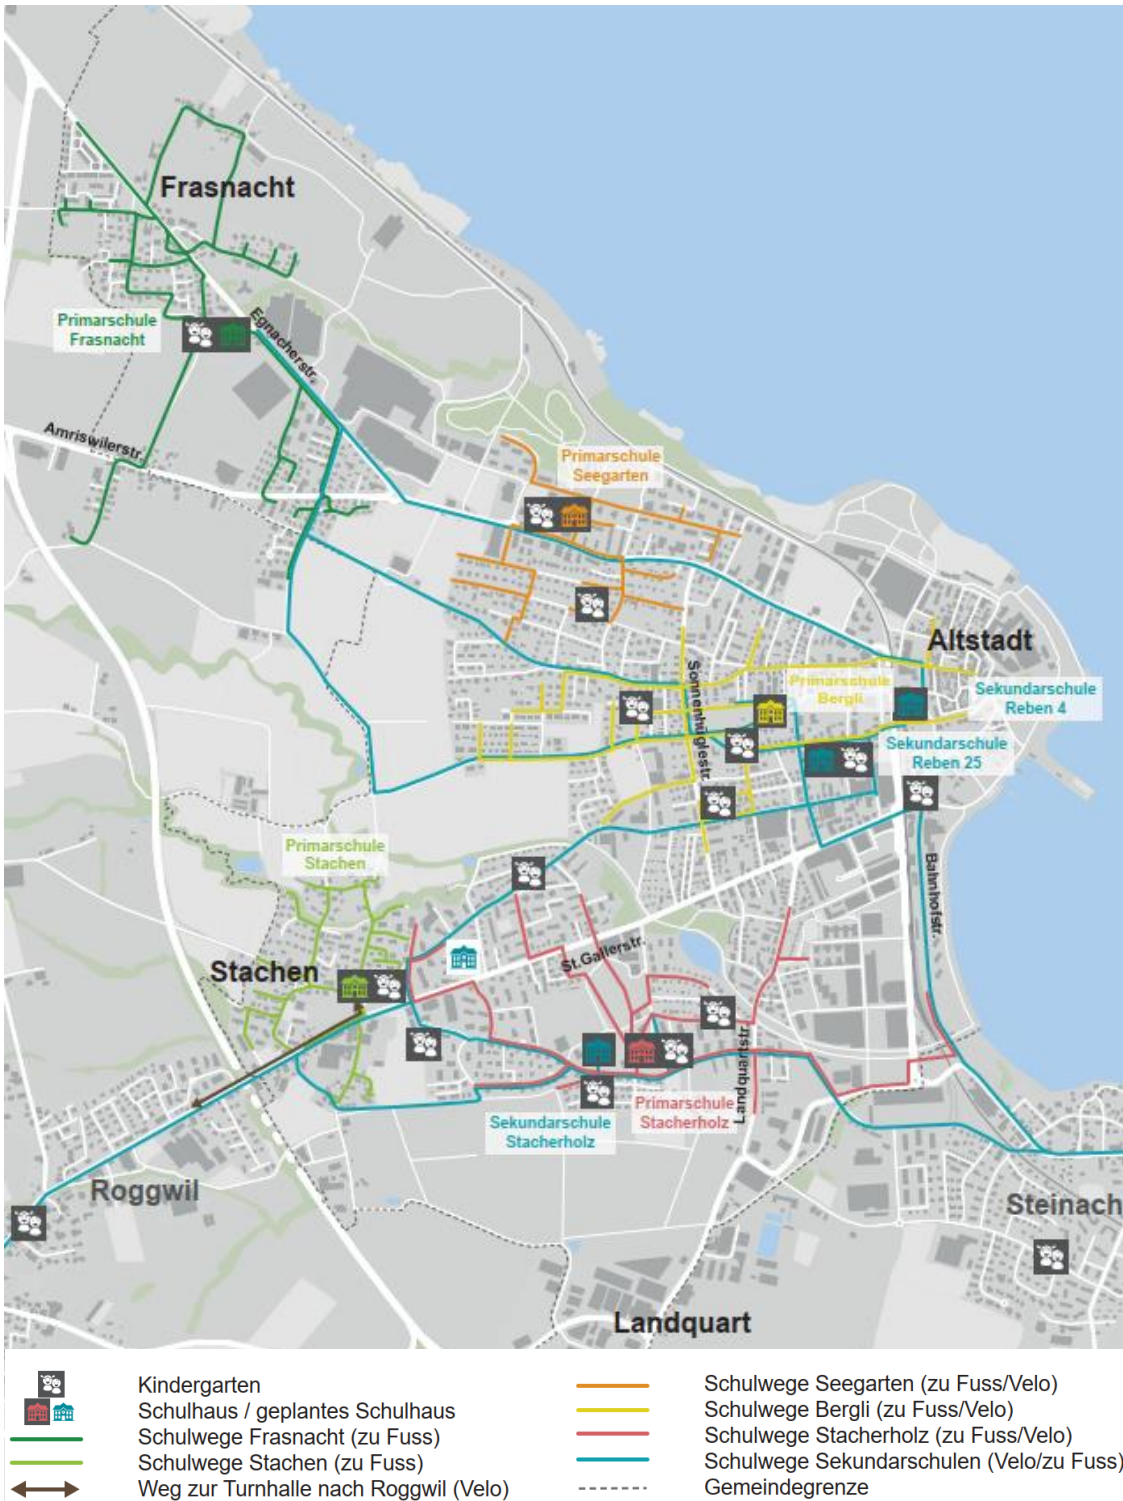 Frasnacht
Primarschule
Frasnacht
Egnacherstr.
Amriswilerstr.
Primarschule
Seegarten
Altstadt
Sonnenhüglestr.
Primarschule
Bergli
Sekundarschule
Reben 4
Sekundarschule
Reben 25
Primarschule
Stachen
Bahnhofstr.
St.Gallerstr.
Stachen
Landquartstr.
Primarschule
Stacherholz
Sekundarschule
Stacherholz
Roggwil
Steinach
Landquart
Kindergarten
Schulhaus / geplantes Schulhaus
Schulwege Frasnacht (zu Fuss)
Schulwege Stachen (zu Fuss)
Weg zur Turnhalle nach Roggwil (Velo)
Schulwege Seegarten (zu Fuss/Velo)
Schulwege Bergli (zu Fuss/Velo)
Schulwege Stacherholz (zu Fuss/Velo)
Schulwege Sekundarschulen (Velo/zu Fuss)
Gemeindegrenze